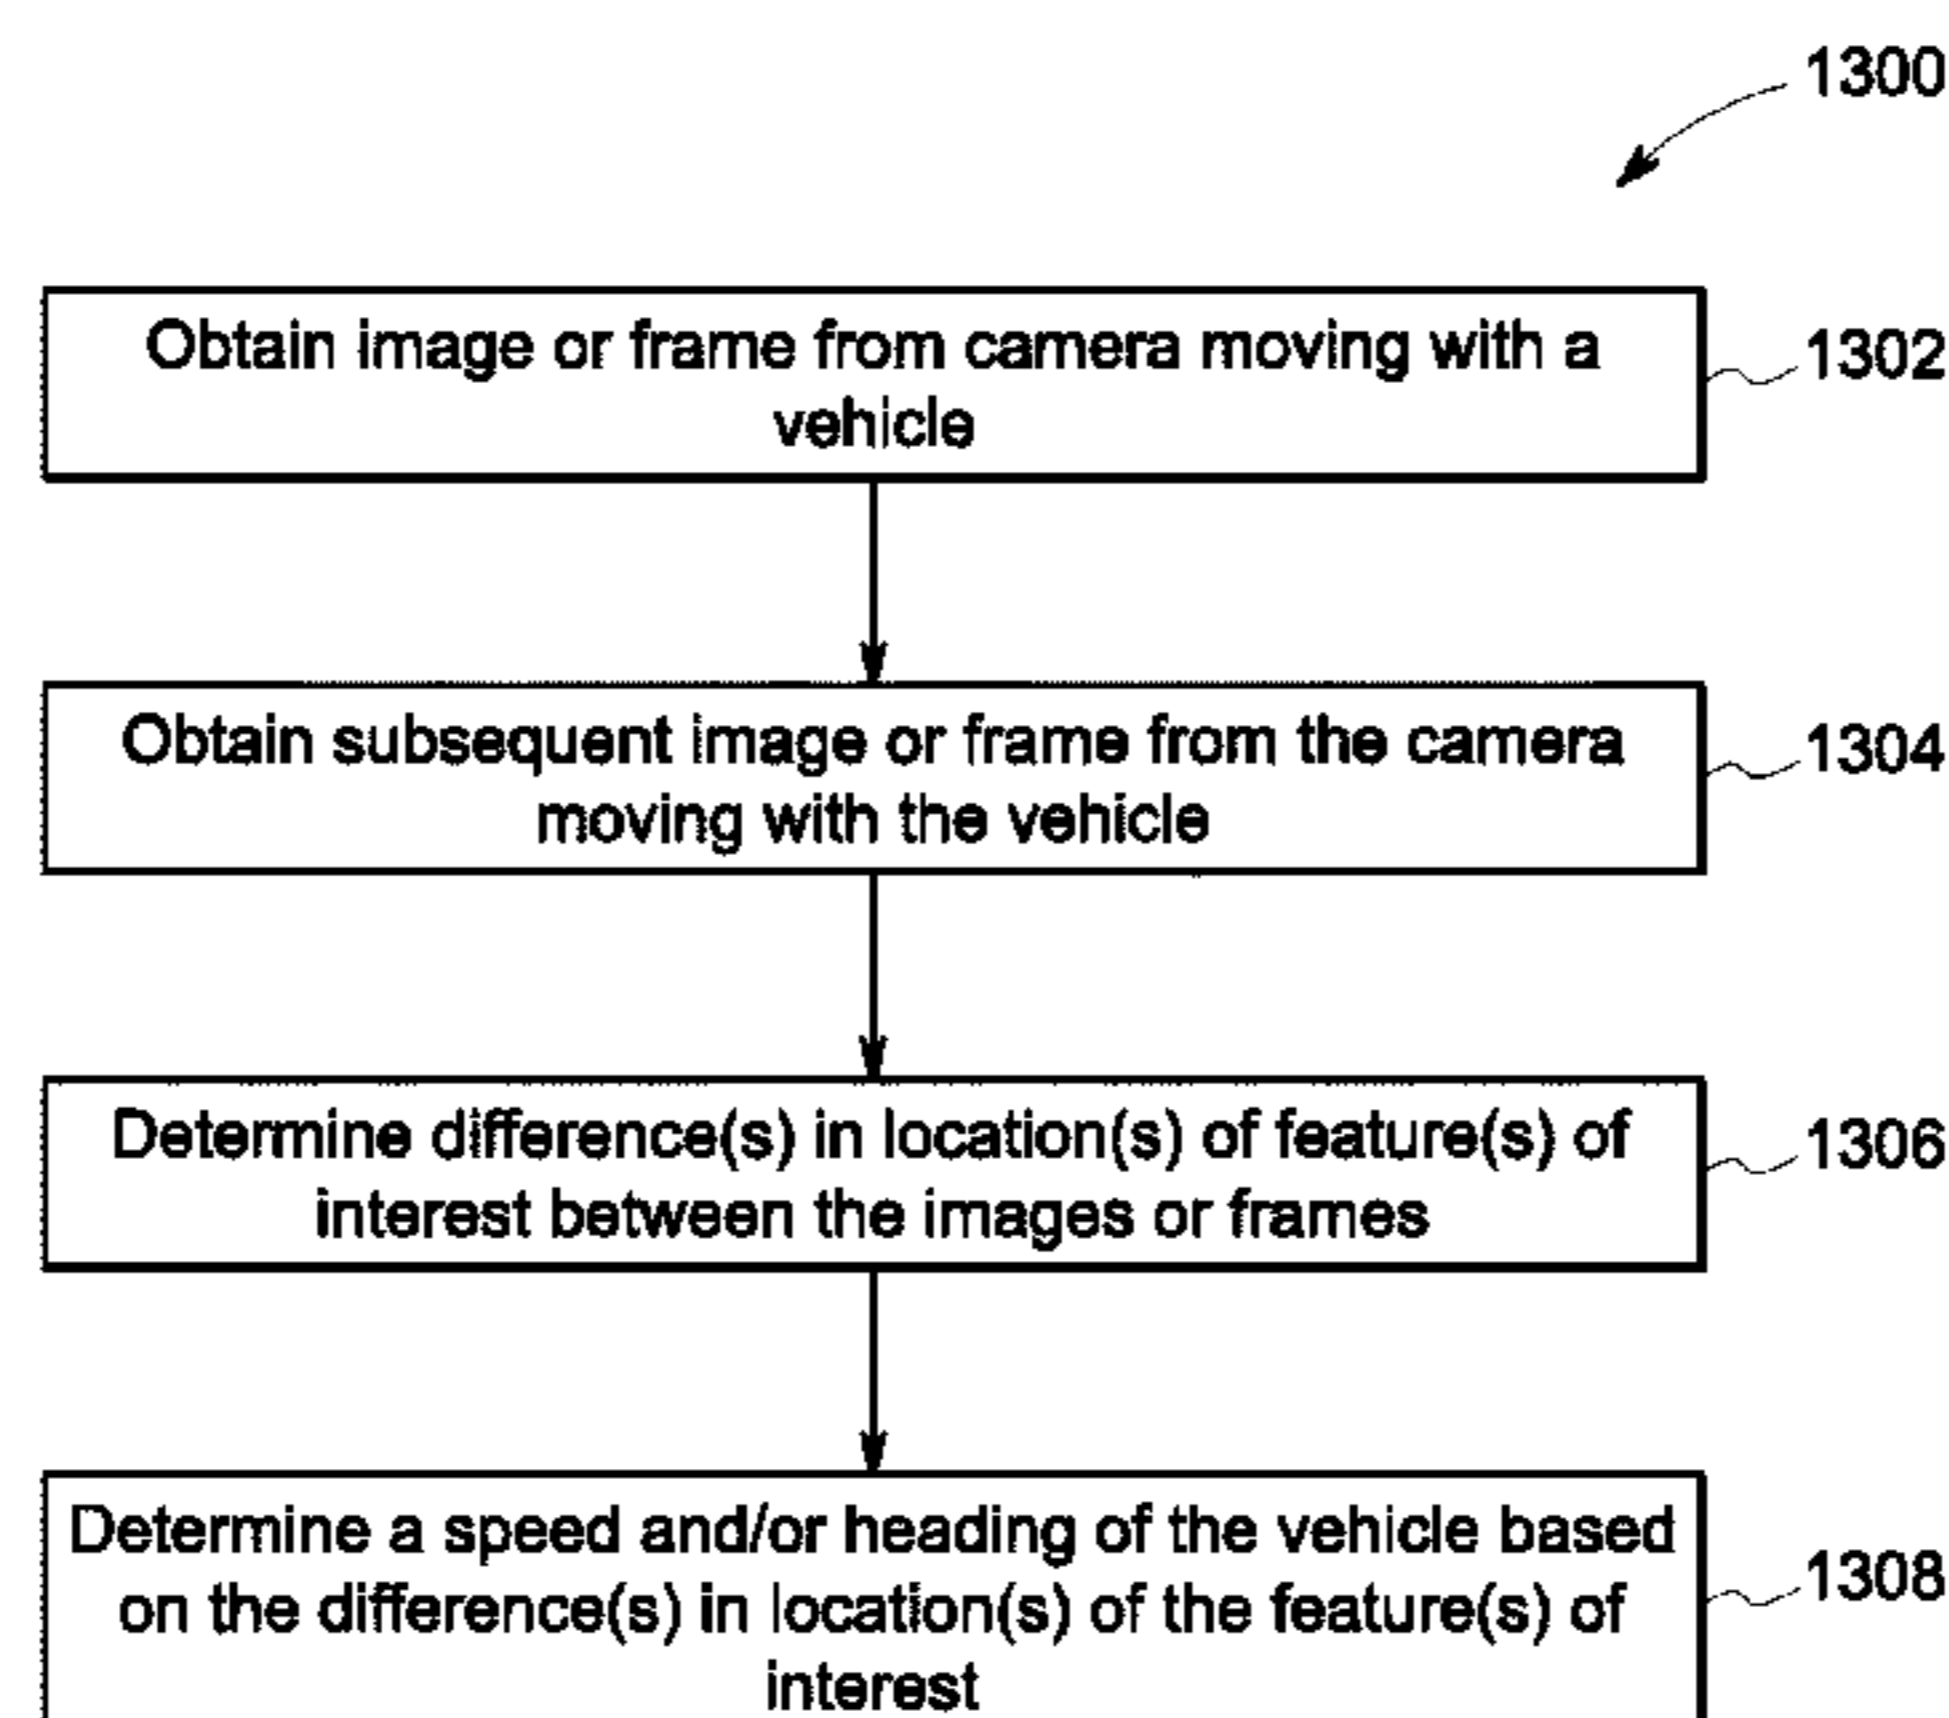 1300
Obtain image or frame from camera moving with a
vehicle
1302
Obtain subsequent image or frame from the camera
moving with the vehicle
1304
Determine difference(s) in location(s) of feature(s) of
interest between the images or frames
1306
Determine a speed and/or heading of the vehicle based
on the difference(s) in location(s) of the feature(s) of
interest
1308